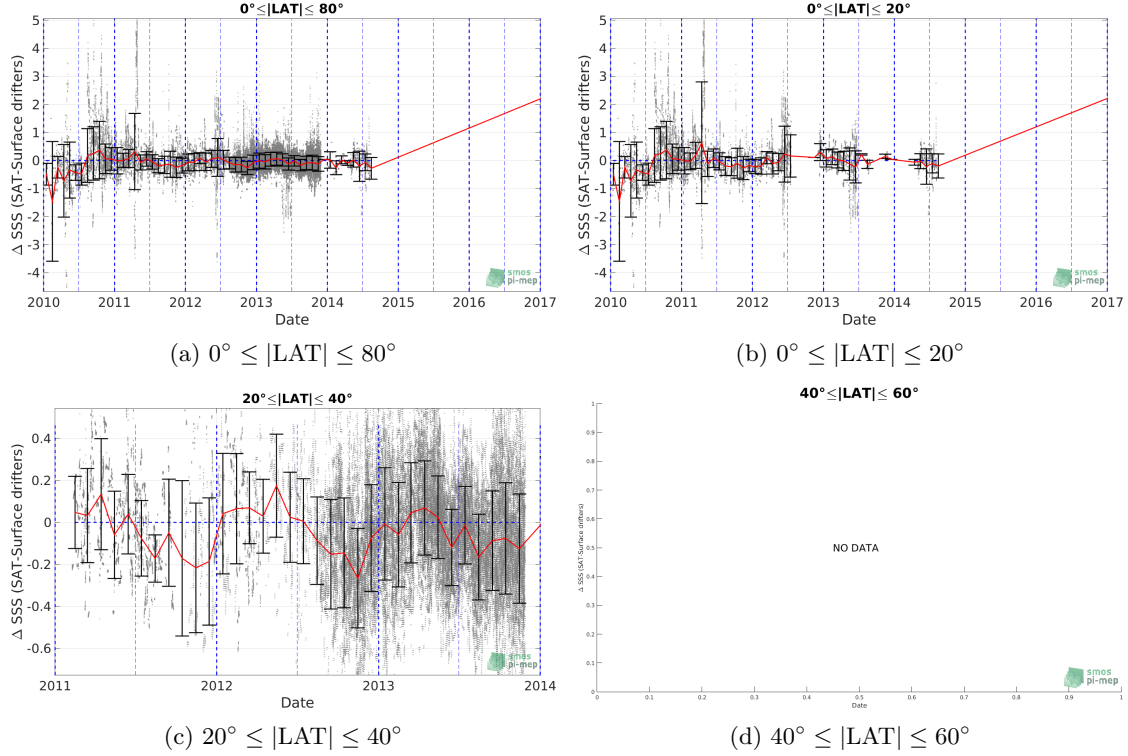 0°≤|LAT|≤ 80°
Δ SSS (SAT-Surface drifters)
5
4
3
2
1
0
-1
-2
-3
-4
2010 2011 2012 2013 2014 2015 2016 2017
Date
smos
pi-mep
(a) 0° ≤ |LAT| ≤ 80°
0°≤|LAT|≤ 20°
Δ SSS (SAT-Surface drifters)
5
4
3
2
1
0
-1
-2
-3
-4
2010 2011 2012 2013 2014 2015 2016 2017
Date
smos
pi-mep
(b) 0° ≤ |LAT| ≤ 20°
20°≤|LAT|≤ 40°
Δ SSS (SAT-Surface drifters)
0.4
0.2
0
-0.2
-0.4
-0.6
2011 2012 2013 2014
Date
smos
pi-mep
(c) 20° ≤ |LAT| ≤ 40°
40°≤|LAT|≤ 60°
Δ SSS (SAT-Surface drifters)
1
0.9
0.8
0.7
0.6
0.5
0.4
0.3
0.2
0.1
0
NO DATA
0 0.1 0.2 0.3 0.4 0.5 0.6 0.7 0.8 0.9 1
Date
smos
pi-mep
(d) 40° ≤ |LAT| ≤ 60°